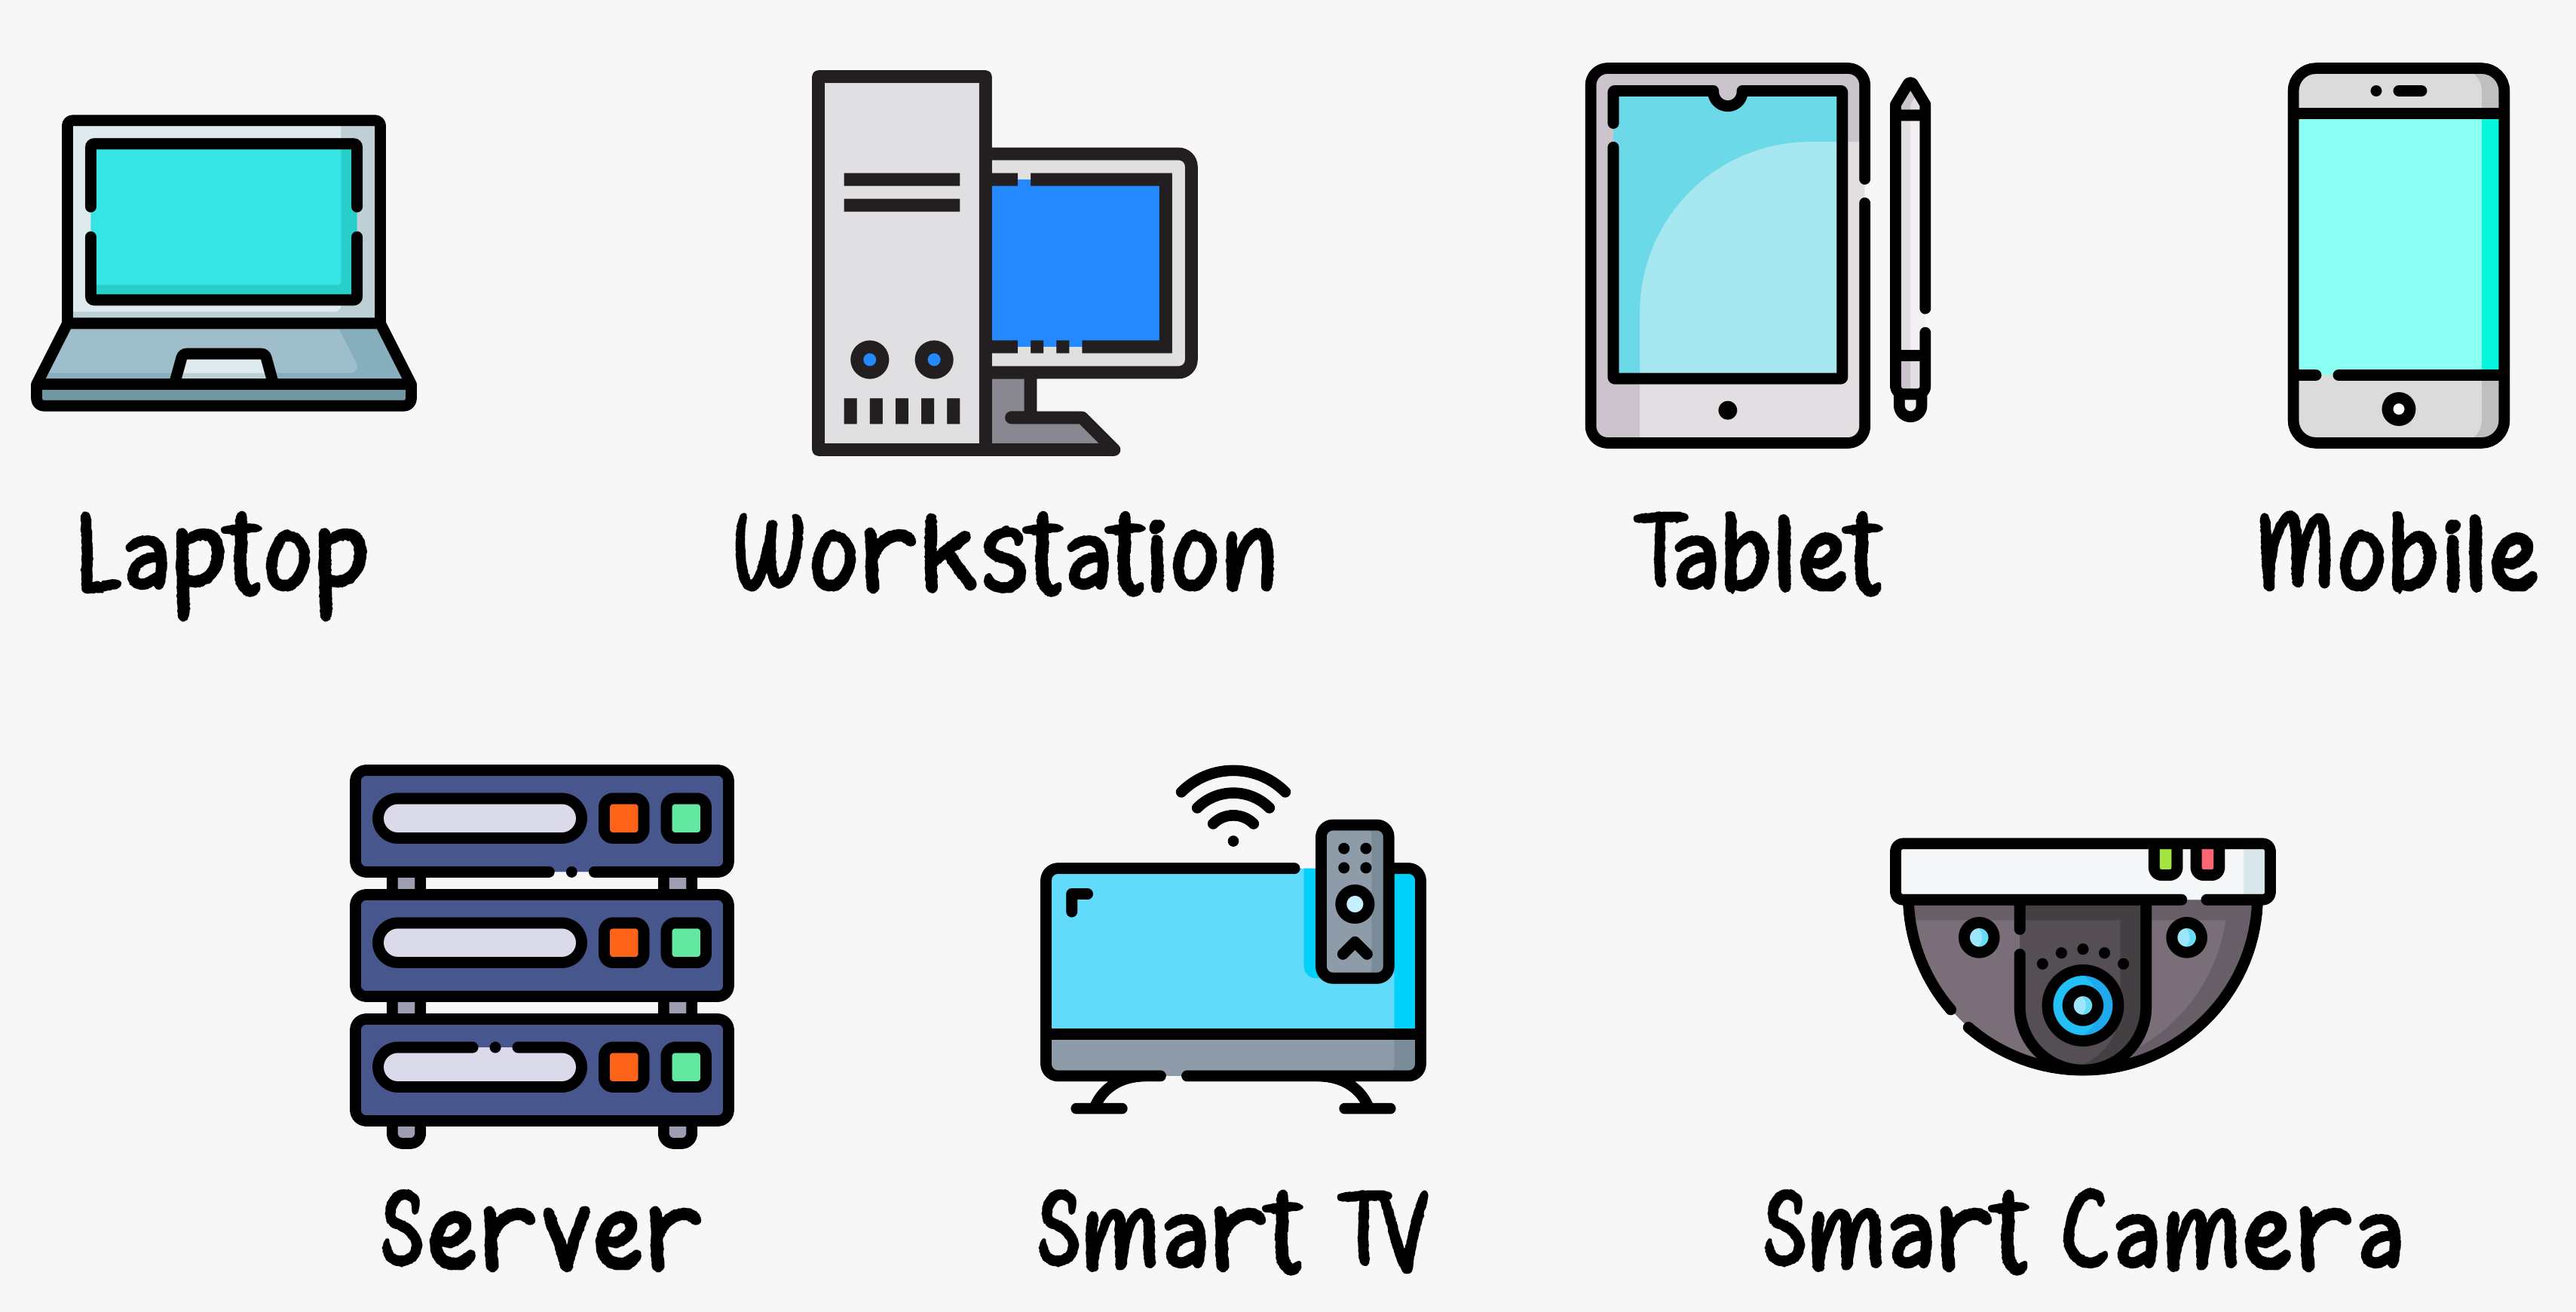 Laptop
Workstation
Tablet
Mobile
Server
Smart TV
Smart Camera